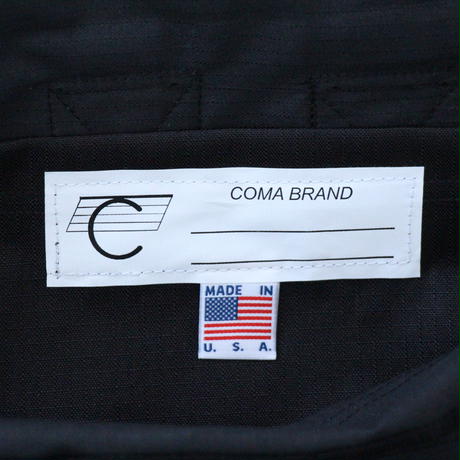 C
COMA BRAND
MADE IN
U. S. A.